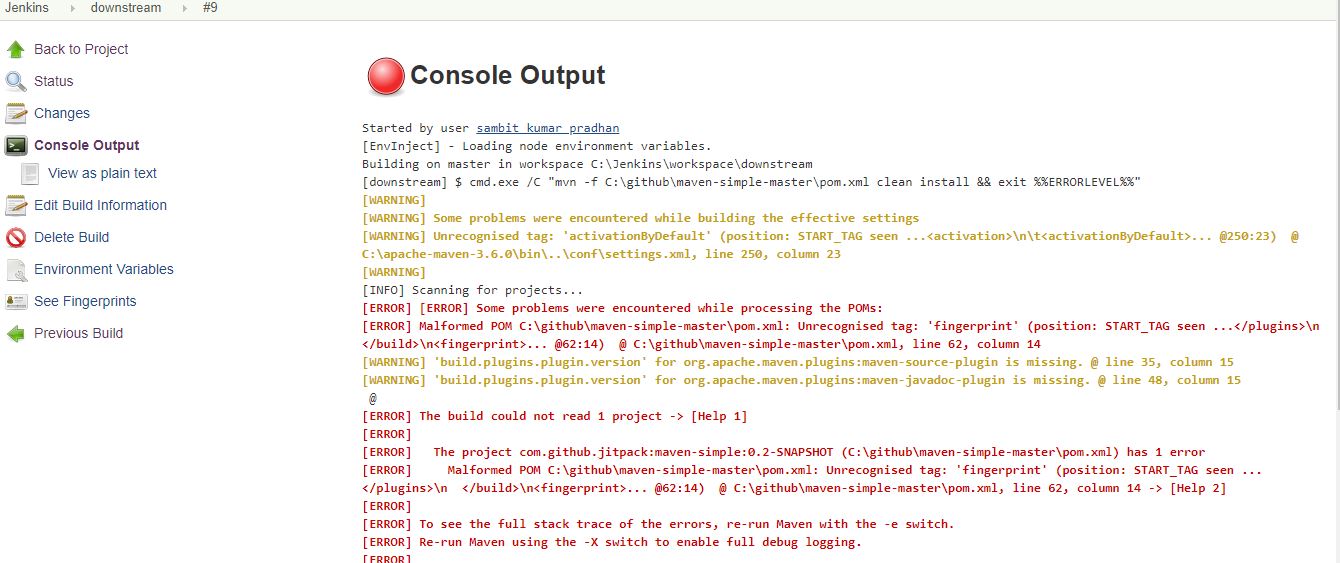 Jenkins downstream #9
Back to Project
Status
Changes
Console Output
View as plain text
Edit Build Information
Delete Build
Environment Variables
See Fingerprints
Previous Build
Console Output
Started by user sambit kumar pradhan
[EnvInject] - Loading node environment variables.
Building on master in workspace C:\Jenkins\workspace\downstream
[downstream] $ cmd.exe /C "mvn -f C:\github\maven-simple-master\pom.xml clean install && exit %%ERRORLEVEL%%"
[WARNING]
[WARNING] Some problems were encountered while building the effective settings
[WARNING] Unrecognised tag: 'activationByDefault' (position: START_TAG seen ...<activation>\n\t<activationByDefault>... @250:23)  @
C:\apache-maven-3.6.0\bin\..\conf\settings.xml, line 250, column 23
[WARNING]
[INFO] Scanning for projects...
[ERROR] [ERROR] Some problems were encountered while processing the POMs:
[ERROR] Malformed POM C:\github\maven-simple-master\pom.xml: Unrecognised tag: 'fingerprint' (position: START_TAG seen ...</plugins>\n
</build>\n<fingerprint>... @62:14)  @ C:\github\maven-simple-master\pom.xml, line 62, column 14
[WARNING] 'build.plugins.plugin.version' for org.apache.maven.plugins:maven-source-plugin is missing. @ line 35, column 15
[WARNING] 'build.plugins.plugin.version' for org.apache.maven.plugins:maven-javadoc-plugin is missing. @ line 48, column 15
@
[ERROR] The build could not read 1 project -> [Help 1]
[ERROR]
[ERROR]   The project com.github.jitpack:maven-simple:0.2-SNAPSHOT (C:\github\maven-simple-master\pom.xml) has 1 error
[ERROR]     Malformed POM C:\github\maven-simple-master\pom.xml: Unrecognised tag: 'fingerprint' (position: START_TAG seen ...
</plugins>\n  </build>\n<fingerprint>... @62:14)  @ C:\github\maven-simple-master\pom.xml, line 62, column 14 -> [Help 2]
[ERROR]
[ERROR] To see the full stack trace of the errors, re-run Maven with the -e switch.
[ERROR] Re-run Maven using the -X switch to enable full debug logging.
[ERROR]